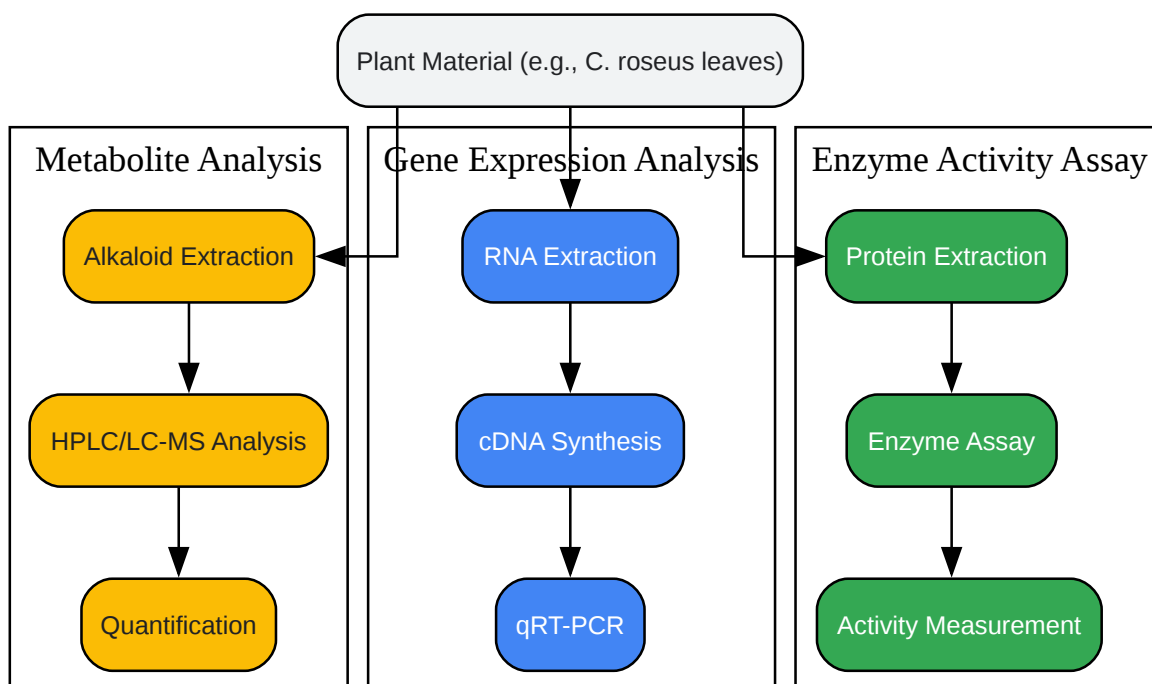 Plant Material (e.g., C. roseus leaves)
Metabolite Analysis
Alkaloid Extraction
HPLC/LC-MS Analysis
Quantification
Gene Expression Analysis
RNA Extraction
cDNA Synthesis
qRT-PCR
Enzyme Activity Assay
Protein Extraction
Enzyme Assay
Activity Measurement